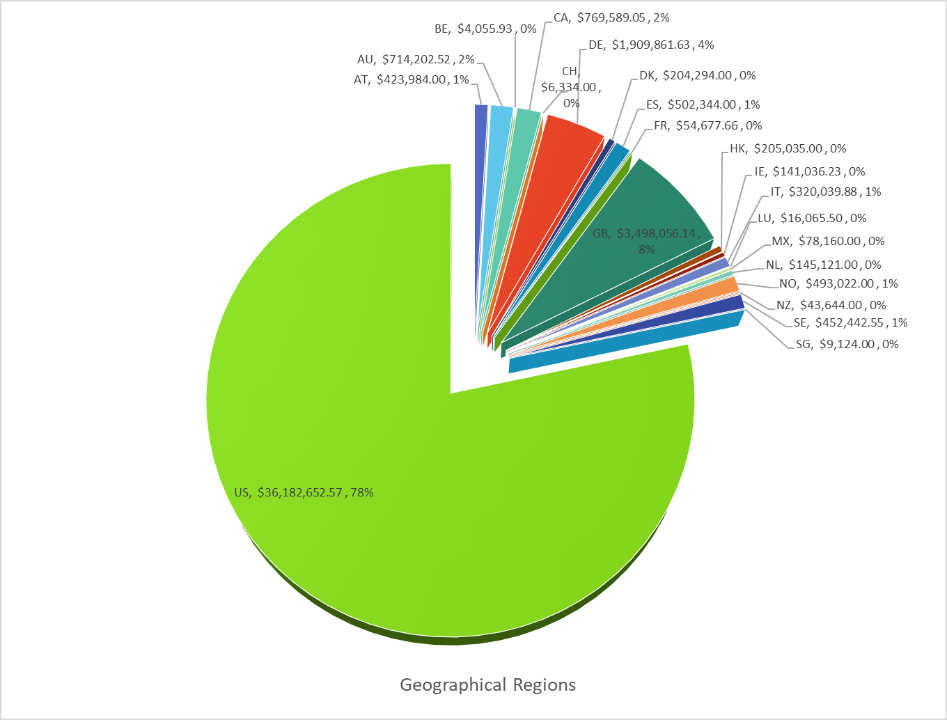 CA, $769,589.05, 2%
BE, $4,055.93, 0%
DE, $1,909,861.63, 4%
AU, $714,202.52, 2%
CH,
$6,334.00,
0%
DK, $204,294.00, 0%
AT, $423,984.00, 1%
ES, $502,344.00, 1%
FR, $54,677.66, 0%
HK, $205,035.00, 0%
IE, $141,036.23, 0%
IT, $320,039.88, 1%
LU, $16,065.50, 0%
GB, $3,498,056.14,
8%
MX, $78,160.00, 0%
NL, $145,121.00, 0%
NO, $493,022.00, 1%
NZ, $43,644.00, 0%
SE, $452,442.55, 1%
SG, $9,124.00, 0%
US, $36,182,652.57, 78%
Geographical Regions